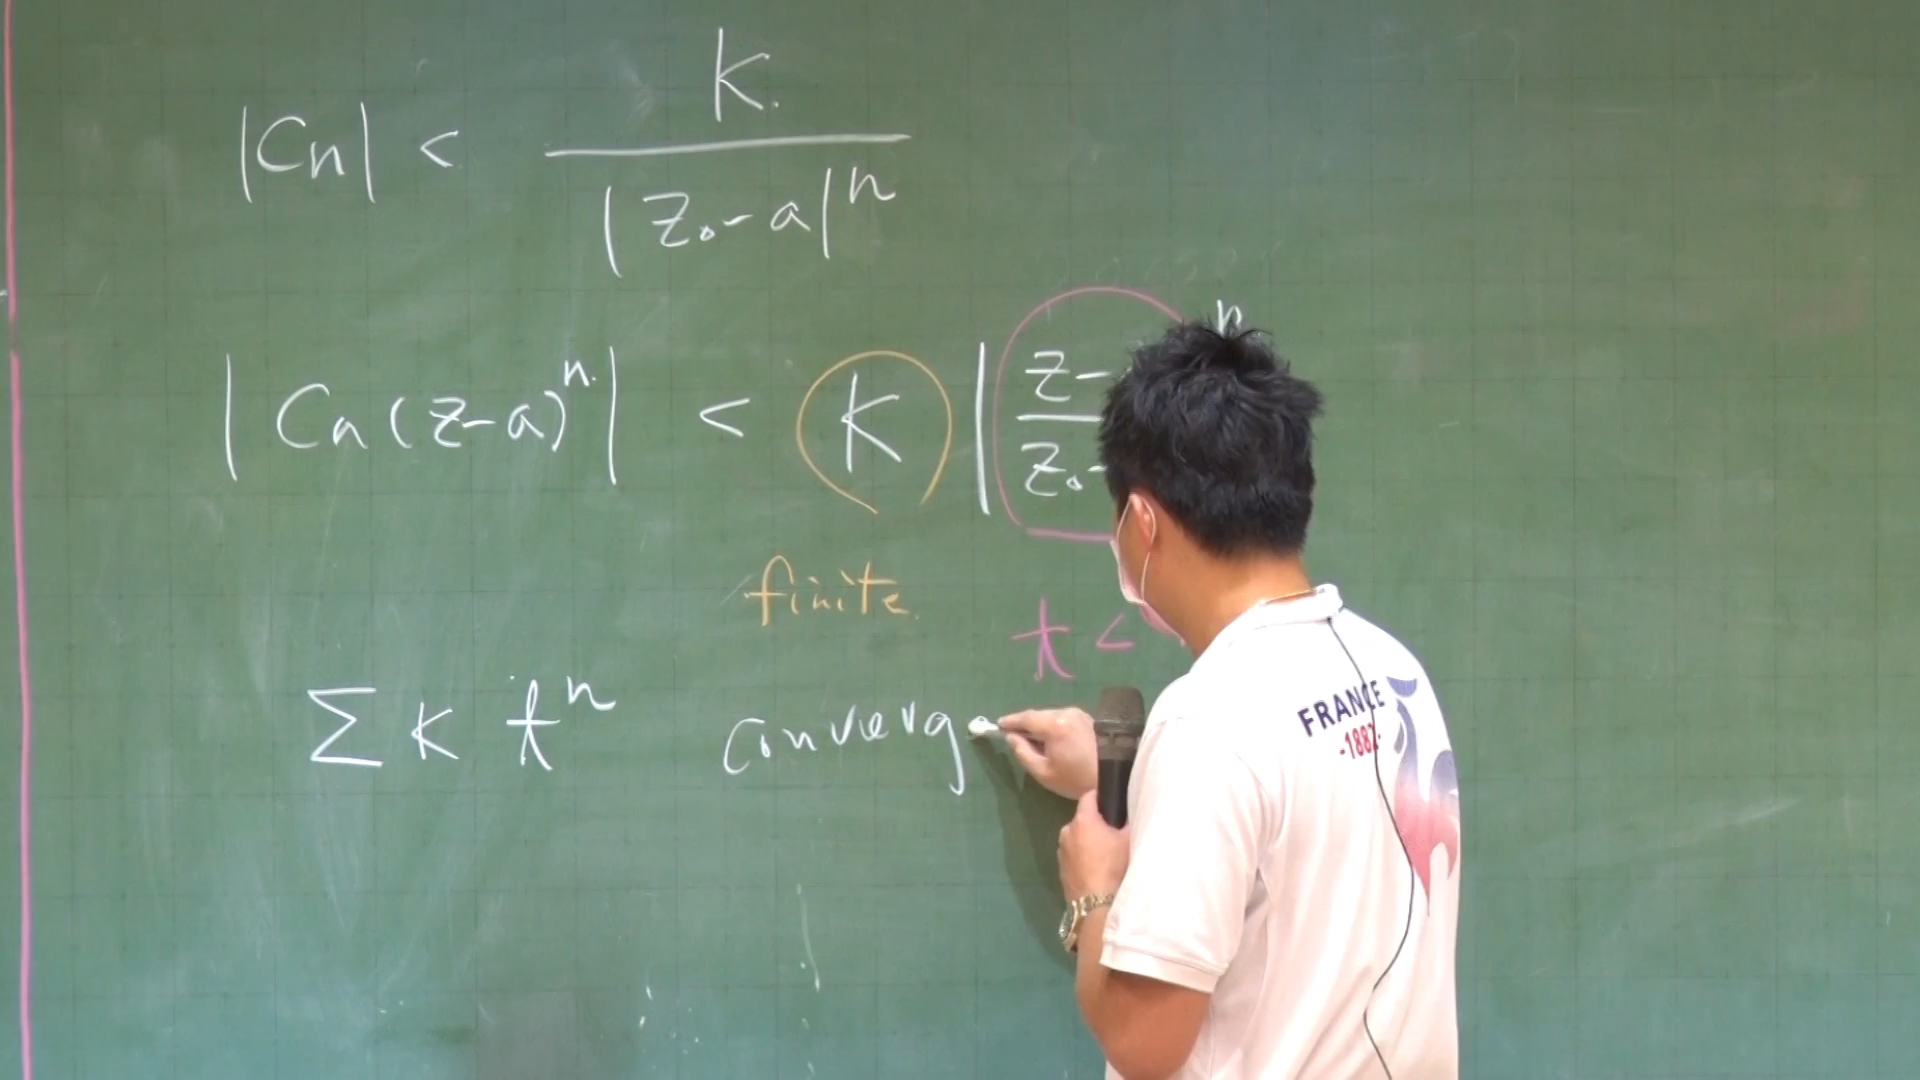 |Cn| < K / |Z₀-a|ⁿ
|Cn(z-a)ⁿ| < K |z- / z₀- n
finite
t <
Σ K tⁿ converg
FRANCE
-1882-